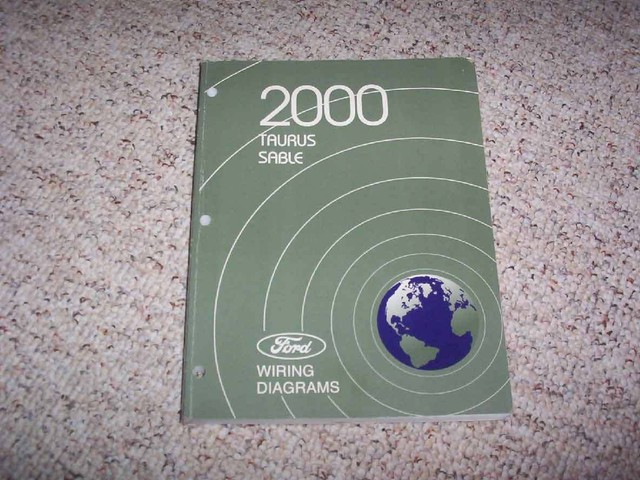 2000
TAURUS
SABLE
Ford
WIRING
DIAGRAMS